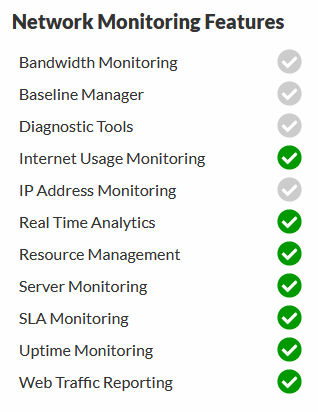 Network Monitoring Features
Bandwidth Monitoring
Baseline Manager
Diagnostic Tools
Internet Usage Monitoring
IP Address Monitoring
Real Time Analytics
Resource Management
Server Monitoring
SLA Monitoring
Uptime Monitoring
Web Traffic Reporting